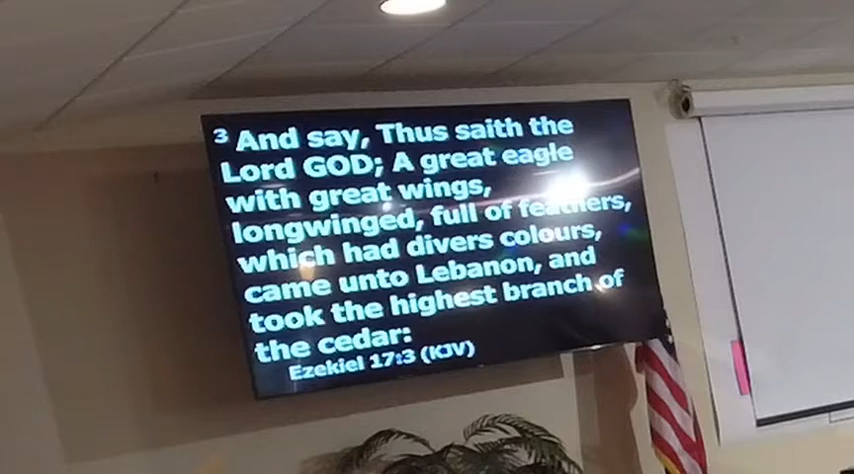 3 And say, Thus saith the
Lord GOD; A great eagle
with great wings,
longwinged, full of feathers,
which had divers colours,
came unto Lebanon, and
took the highest branch of
the cedar:
Ezekiel 17:3 (KJV)